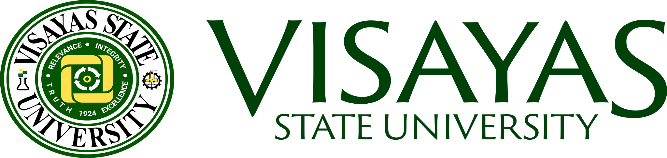 VISAYAS STATE
RELEVANCE • INTEGRITY
TRUTH 1924 EXCELLENCE
UNIVERSITY
VISAYAS
STATE UNIVERSITY